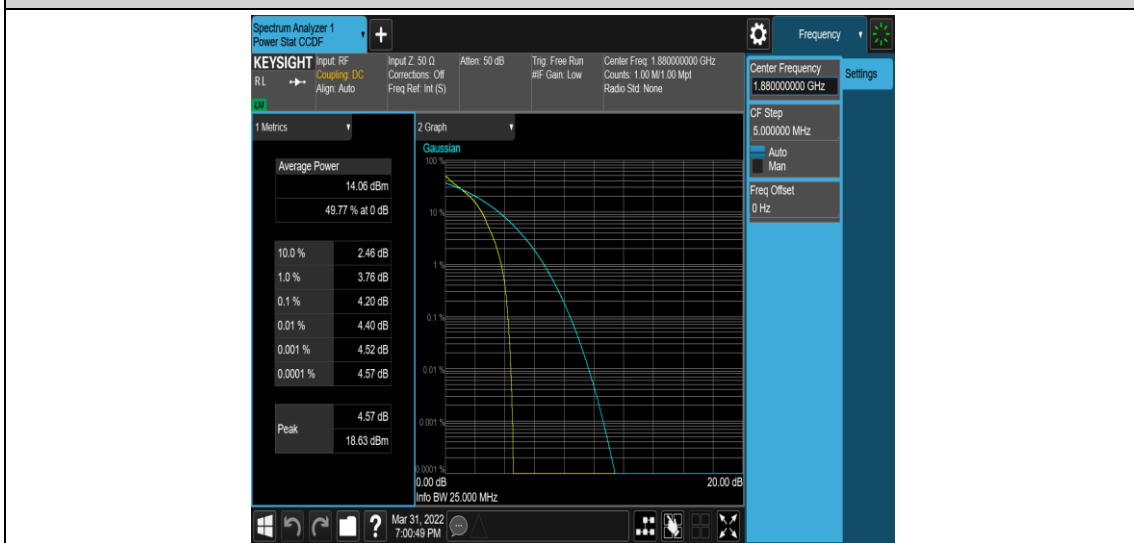 Spectrum Analyzer 1
Power Stat CCDF
+
Frequency
KEYSIGHT
RL
LXI
Input: RF
Coupling: DC
Align: Auto
Input Z: 50 Ω
Corrections: Off
Freq Ref: Int (S)
Atten: 50 dB
Trig: Free Run
#IF Gain: Low
Center Freq: 1.880000000 GHz
Counts: 1.00 M/1.00 Mpt
Radio Std: None
Center Frequency
1.880000000 GHz
Settings
CF Step
5.000000 MHz
Auto
Man
Freq Offset
0 Hz
1 Metrics
Average Power
14.06 dBm
49.77 % at 0 dB
10.0 % 2.46 dB
1.0 % 3.76 dB
0.1 % 4.20 dB
0.01 % 4.40 dB
0.001 % 4.52 dB
0.0001 % 4.57 dB
Peak
4.57 dB
18.63 dBm
2 Graph
Gaussian
100 %
10 %
1 %
0.1 %
0.01 %
0.001 %
0.0001 %
0.00 dB 20.00 dB
Info BW 25.000 MHz
?
Mar 31, 2022
7:00:49 PM